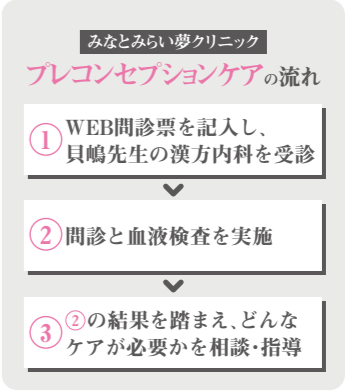 みなとみらい夢クリニック
プレコンセプションケアの流れ
① WEB問診票を記入し、
貝嶋先生の漢方内科を受診
② 問診と血液検査を実施
③ ②の結果を踏まえ、どんな
ケアが必要かを相談・指導